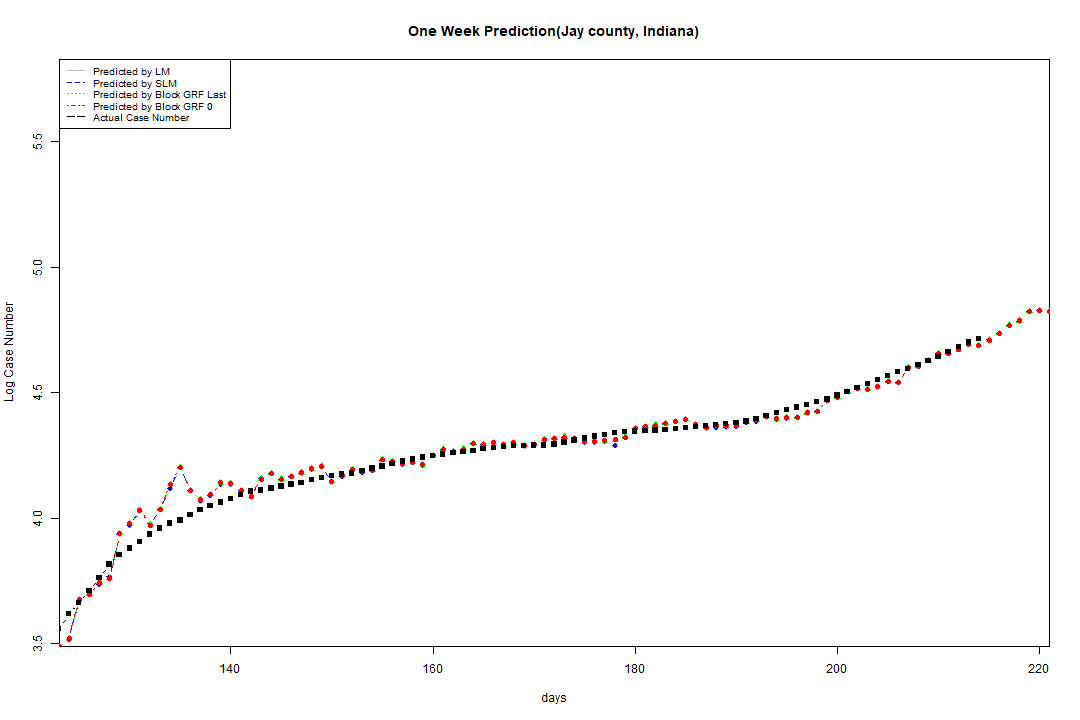 One Week Prediction(Jay county, Indiana)
Predicted by LM
Predicted by SLM
Predicted by Block GRF Last
Predicted by Block GRF 0
Actual Case Number
5.5
5.0
4.5
4.0
3.5
Log Case Number
140 160 180 200 220
days